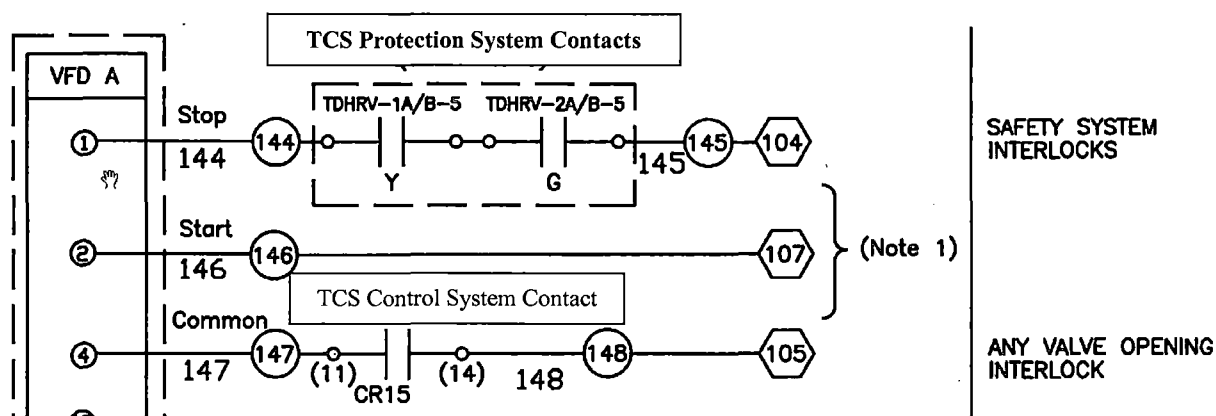 TCS Protection System Contacts
VFD A
TDHRV-1A/B-5 TDHRV-2A/B-5
Stop
1 144 145 104
144 Y G 145
SAFETY SYSTEM
INTERLOCKS
Start
2 146 107
146
(Note 1)
TCS Control System Contact
Common
4 147 148 105
147 (11) (14) 148
CR15
ANY VALVE OPENING
INTERLOCK